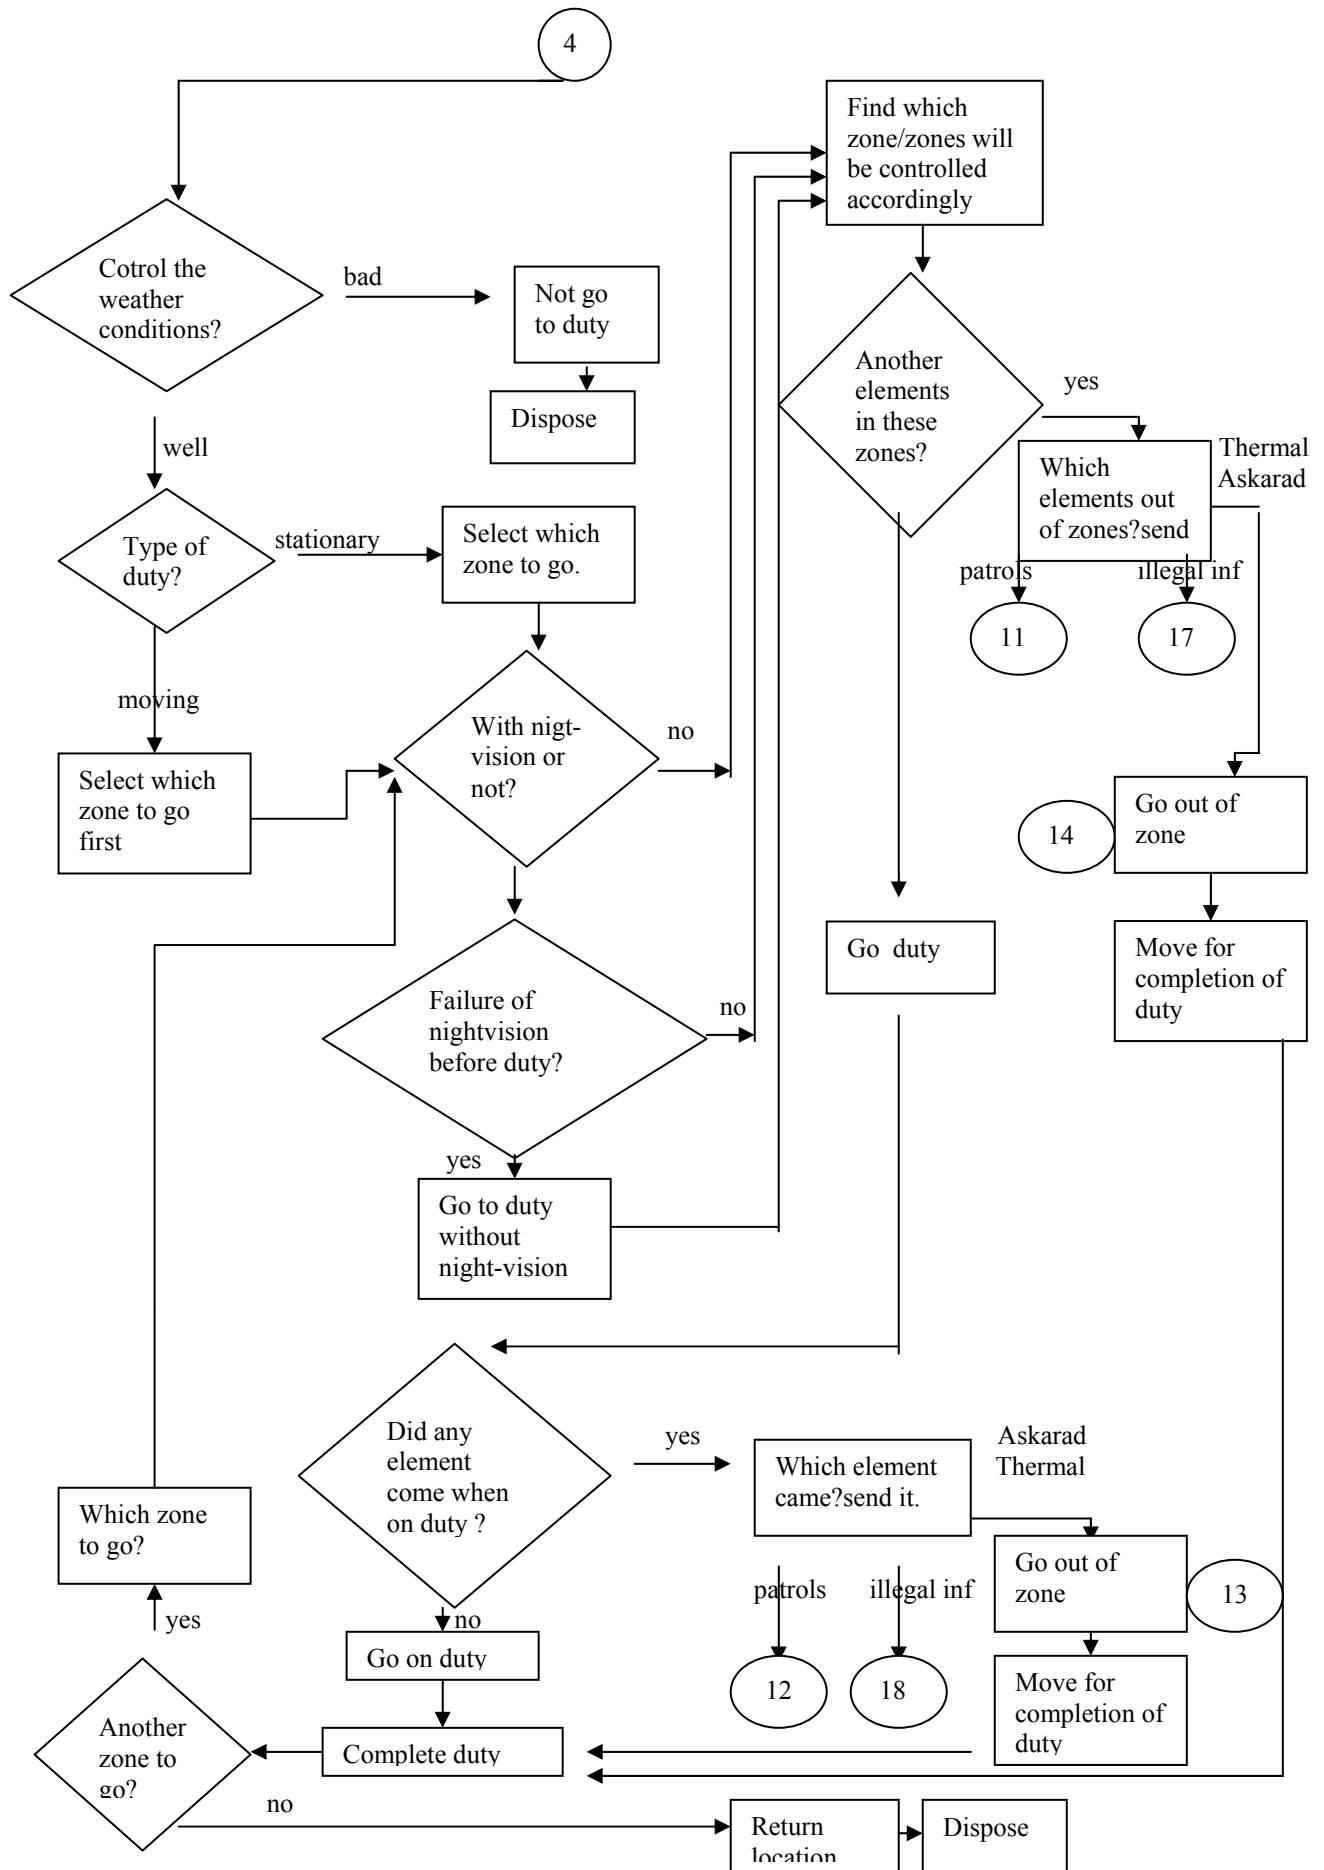 4
Find which
zone/zones will
be controlled
accordingly
Cotrol the
weather
conditions?
bad
Not go
to duty
Dispose
well
Another
elements
in these
zones?
yes
Which
elements out
of zones?send
Thermal
Askarad
Type of
duty?
stationary
Select which
zone to go.
patrols
illegal inf
11
17
moving
Select which
zone to go
first
With nigt-
vision or
not?
no
14
Go out of
zone
Go  duty
Move for
completion of
duty
Failure of
nightvision
before duty?
no
yes
Go to duty
without
night-vision
Did any
element
come when
on duty ?
yes
Which element
came?send it.
Askarad
Thermal
Which zone
to go?
Go out of
zone
13
patrols
illegal inf
yes
no
Go on duty
12
18
Move for
completion of
duty
Another
zone to
go?
Complete duty
no
Return
location
Dispose